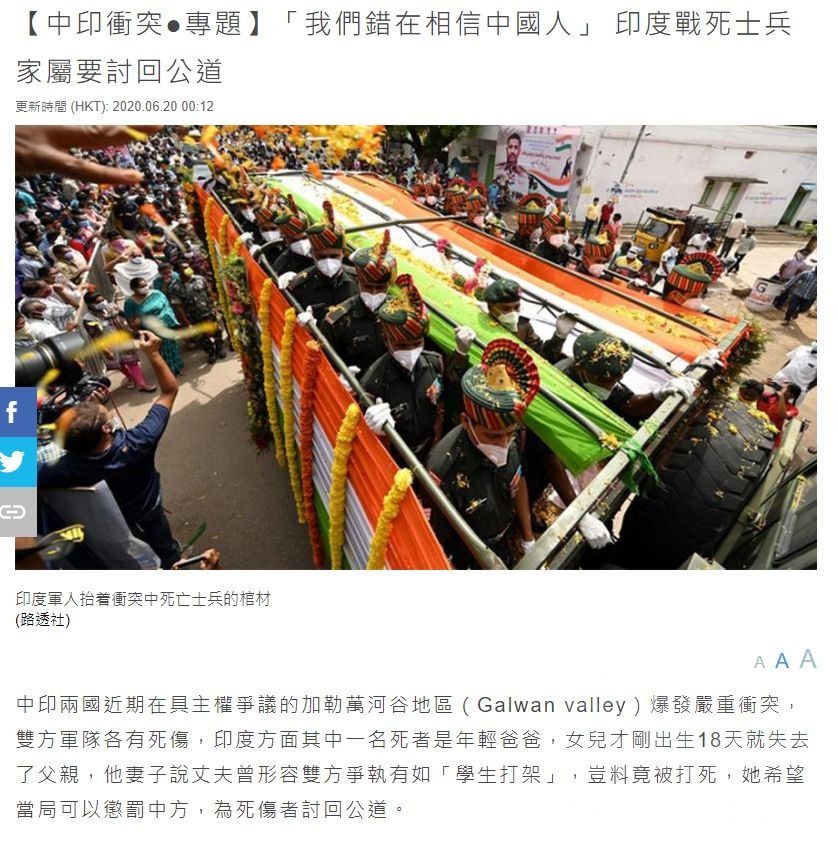 【中印衝突●專題】「我們錯在相信中國人」 印度戰死士兵
家屬要討回公道
更新時間 (HKT): 2020.06.20 00:12
印度軍人抬着衝突中死亡士兵的棺材
(路透社)
A A A
中印兩國近期在具主權爭議的加勒萬河谷地區（Galwan valley）爆發嚴重衝突，
雙方軍隊各有死傷，印度方面其中一名死者是年輕爸爸，女兒才剛出生18天就失去
了父親，他妻子說丈夫曾形容雙方爭執有如「學生打架」，豈料竟被打死，她希望
當局可以懲罰中方，為死傷者討回公道。